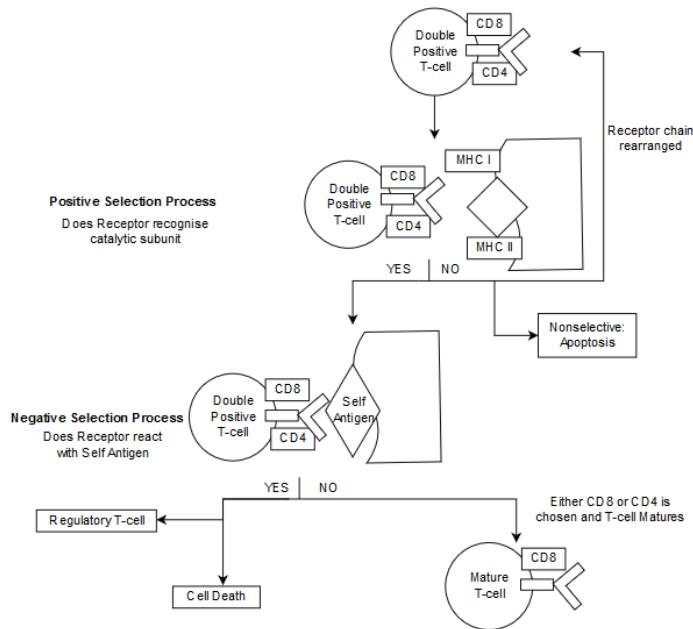 CD8
Double
Positive
T-cell
CD4
Receptor chain
rearranged
MHC I
CD8
Double
Positive
T-cell
CD4
MHC II
Positive Selection Process
Does Receptor recognise
catalytic subunit
YES
NO
Nonselective:
Apoptosis
CD8
Double
Positive
T-cell
CD4
Self
Antigen
Negative Selection Process
Does Receptor react
with Self Antigen
YES
NO
Regulatory T-cell
Cell Death
Either CD8 or CD4 is
chosen and T-cell Matures
CD8
Mature
T-cell